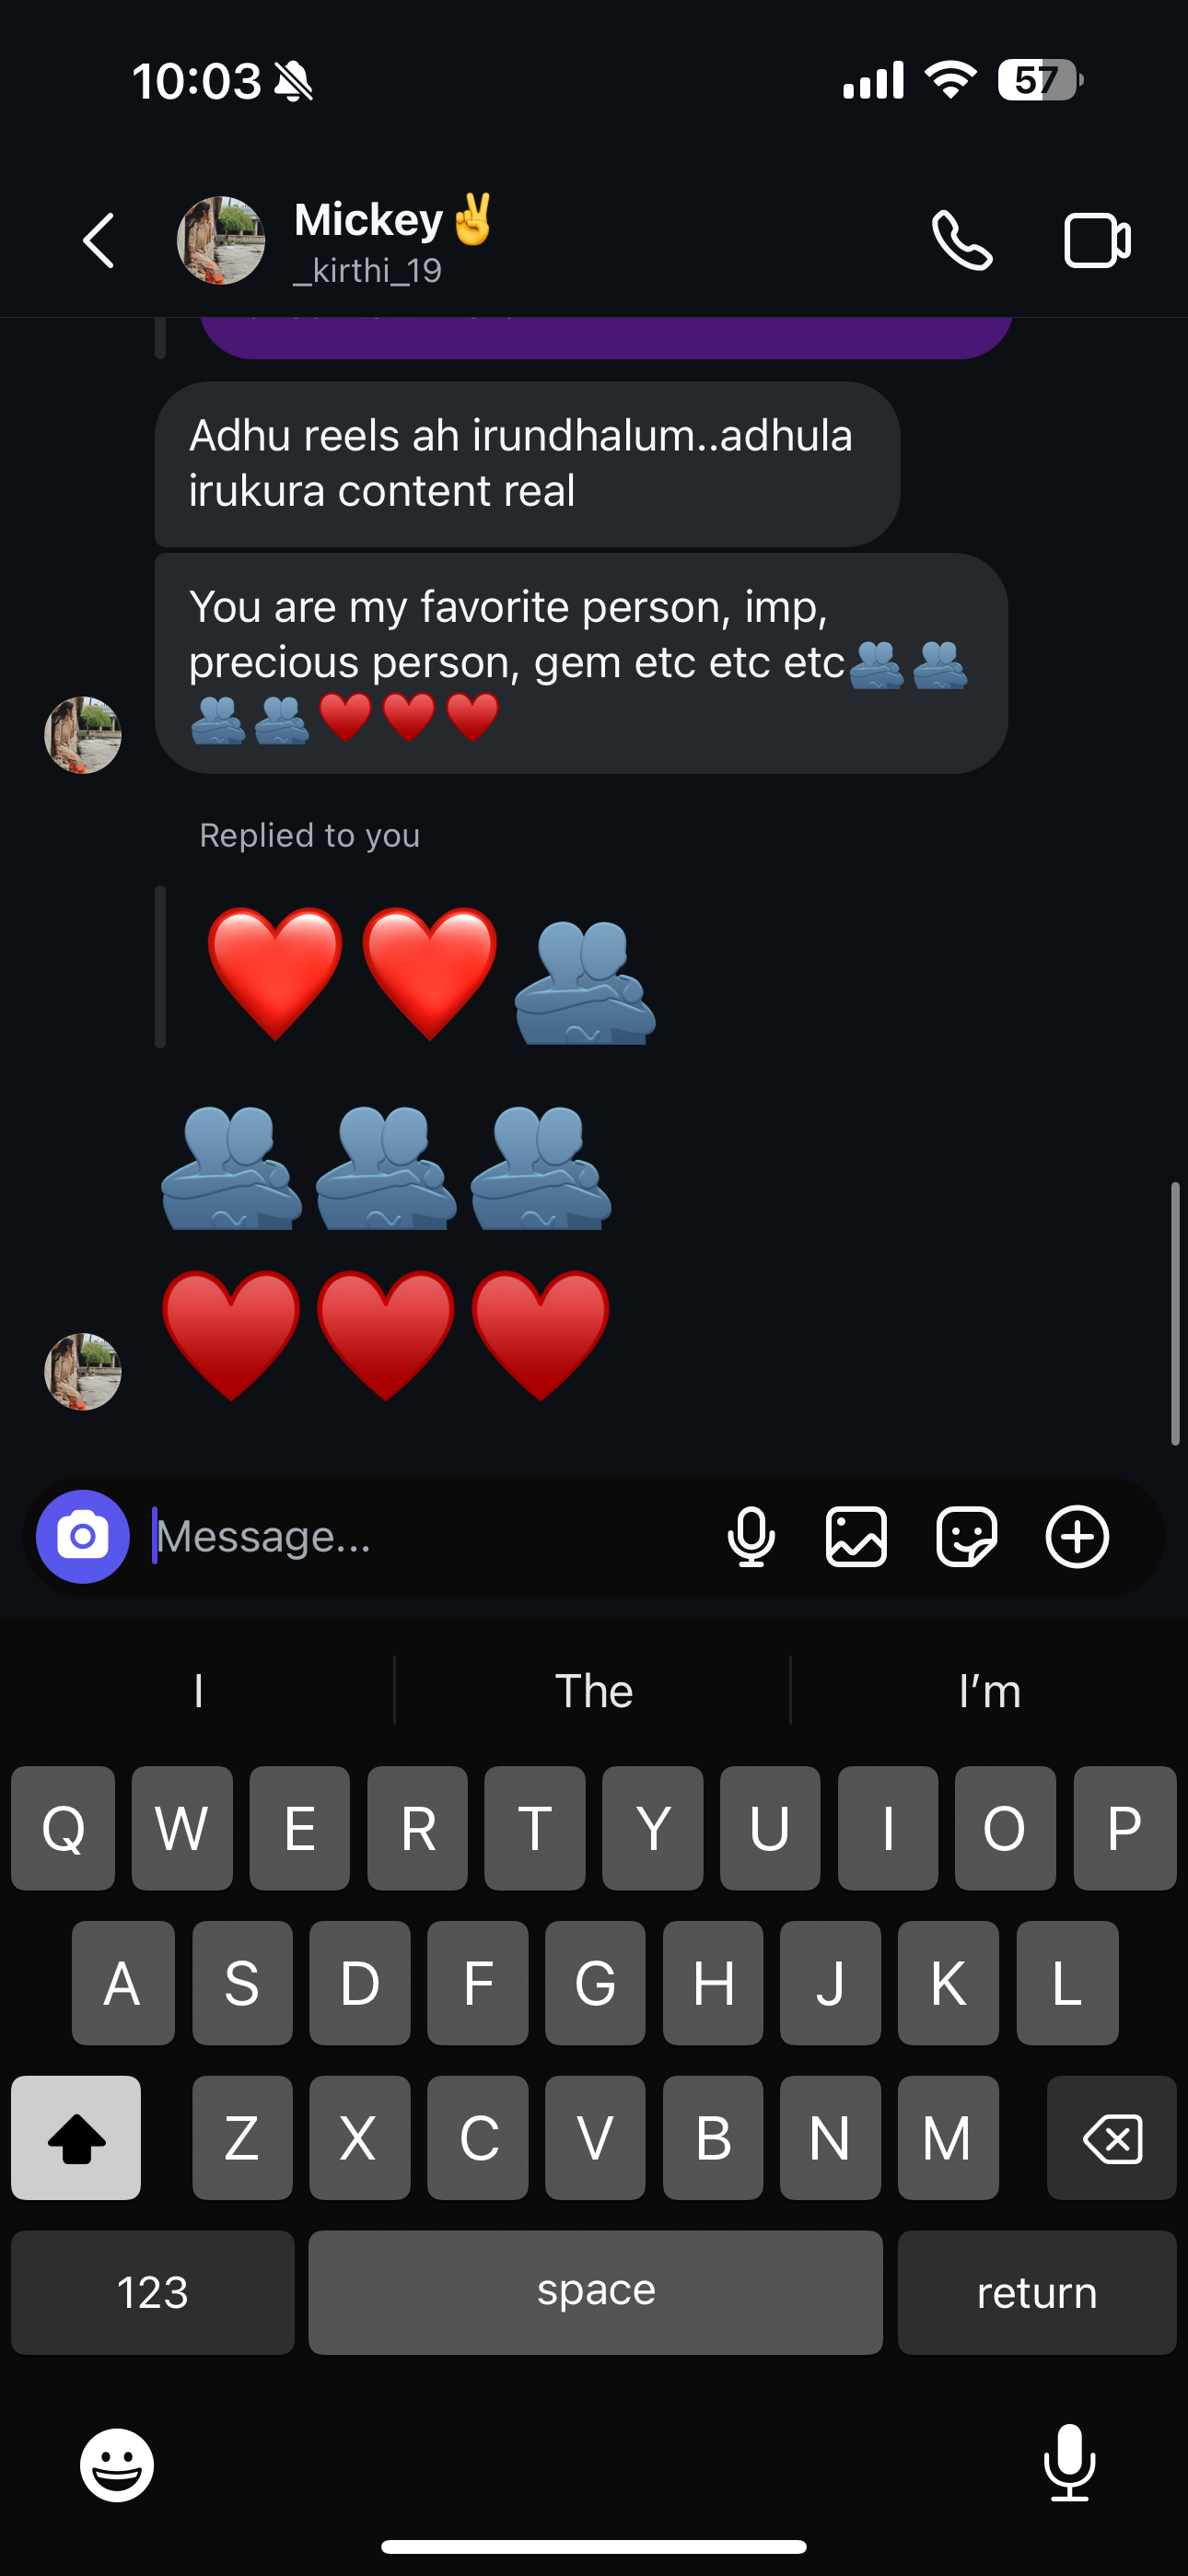 10:03
57
Mickey✌️
_kirthi_19
Adhu reels ah irundhalum..adhula
irukura content real
You are my favorite person, imp,
precious person, gem etc etc etc🫂🫂
🫂🫂♥️♥️♥️
Replied to you
❤️❤️🫂
🫂🫂🫂
♥️♥️♥️
Message...
I The I'm
Q W E R T Y U I O P
A S D F G H J K L
Z X C V B N M
123 space return